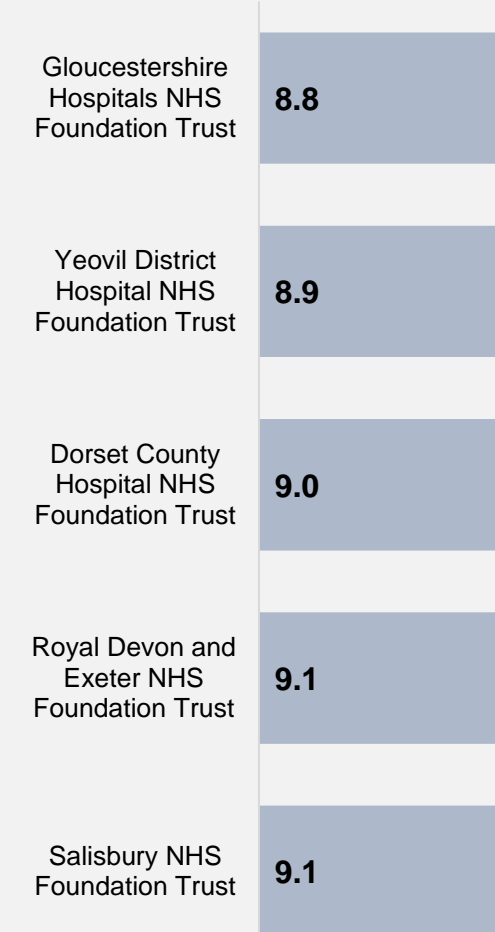 Gloucestershire
Hospitals NHS
Foundation Trust
8.8
Yeovil District
Hospital NHS
Foundation Trust
8.9
Dorset County
Hospital NHS
Foundation Trust
9.0
Royal Devon and
Exeter NHS
Foundation Trust
9.1
Salisbury NHS
Foundation Trust
9.1